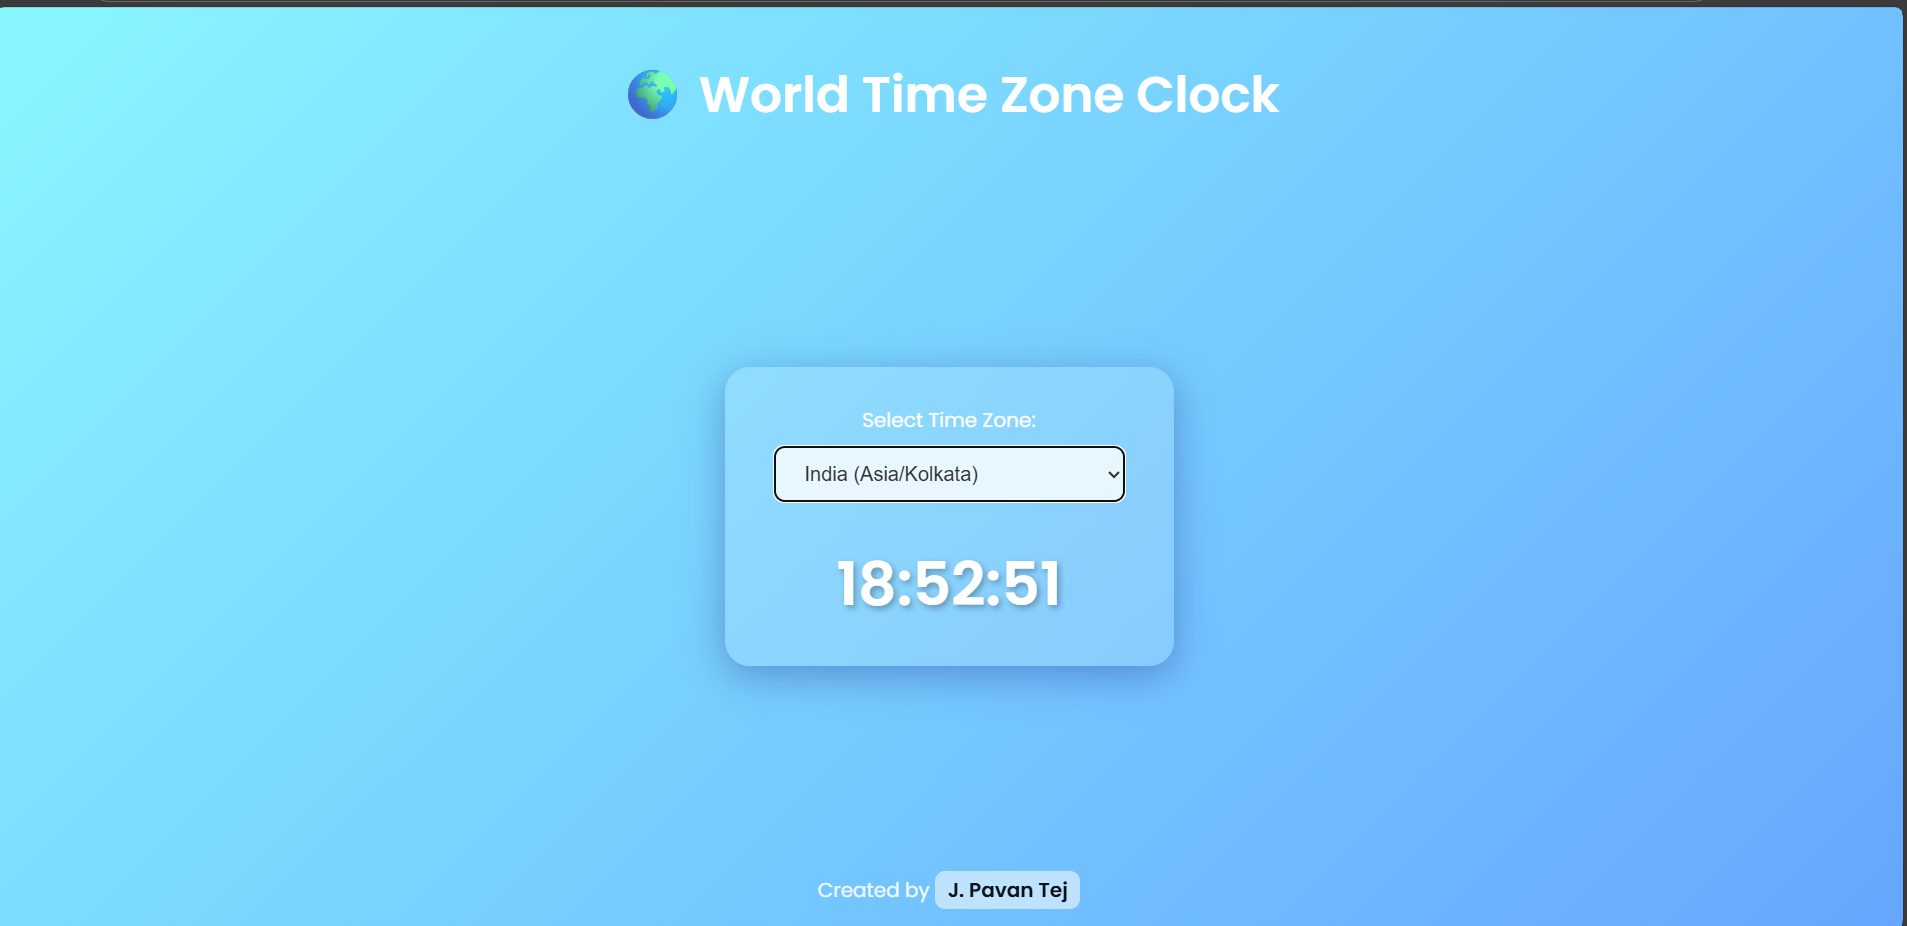 World Time Zone Clock
Select Time Zone:
India (Asia/Kolkata)
18:52:51
Created by J. Pavan Tej